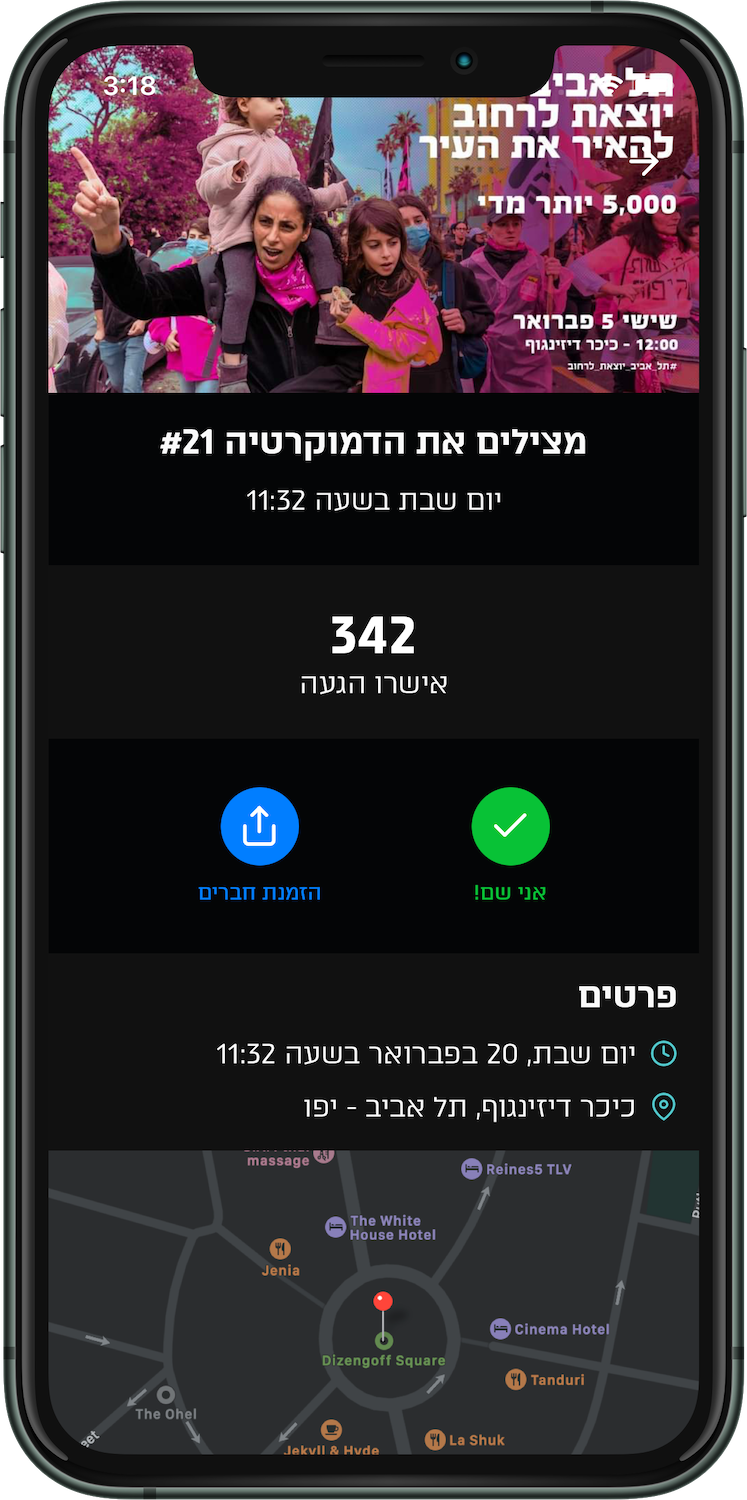 3:18
תל אביב
יוצאת לרחוב
להאיר את העיר
5,000 יותר מדי
שישי 5 פברואר
12:00 - כיכר דיזינגוף
#תל_אביב_יוצאת_לרחוב
מצילים את הדמוקרטיה #21
יום שבת בשעה 11:32
342
אישרו הגעה
אני שם!
הזמנת חברים
פרטים
יום שבת, 20 בפברואר בשעה 11:32
כיכר דיזינגוף, תל אביב - יפו
massage
Reines5 TLV
The White
House Hotel
Jenia
Cinema Hotel
Dizengoff Square
Tanduri
The Ohel
Jekyll & Hyde
La Shuk